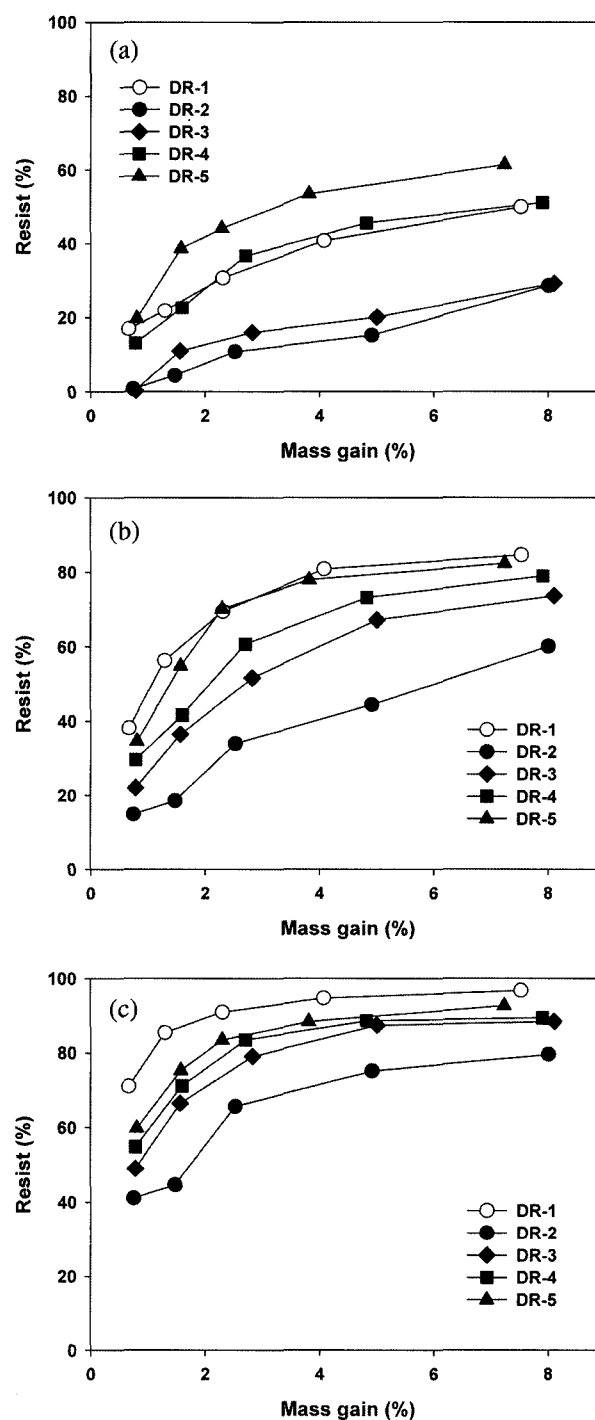 100
80
60
40
20
0
Resist (%)
(a)
DR-1
DR-2
DR-3
DR-4
DR-5
0 2 4 6 8
Mass gain (%)
100
80
60
40
20
0
Resist (%)
(b)
DR-1
DR-2
DR-3
DR-4
DR-5
0 2 4 6 8
Mass gain (%)
100
80
60
40
20
0
Resist (%)
(c)
DR-1
DR-2
DR-3
DR-4
DR-5
0 2 4 6 8
Mass gain (%)